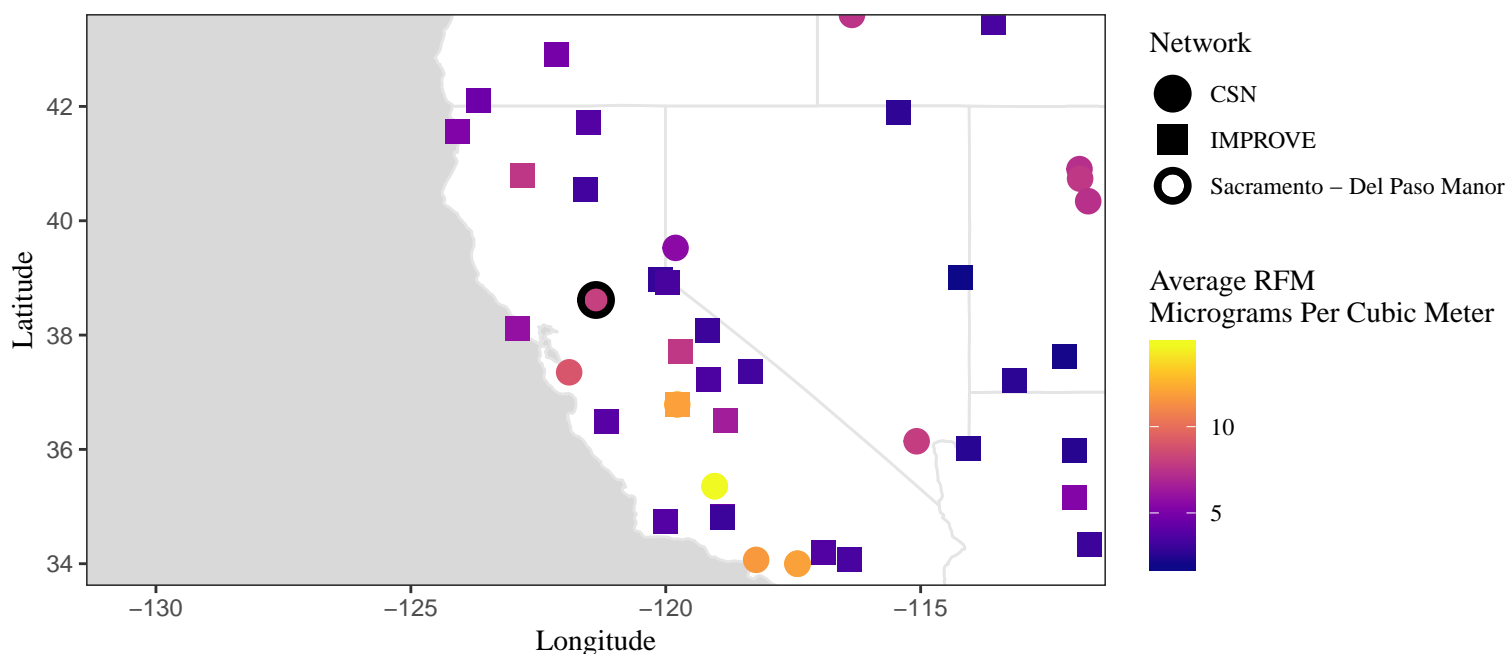 42
40
38
36
34
Latitude
−130
−125
−120
−115
Longitude
Network
CSN
IMPROVE
Sacramento – Del Paso Manor
Average RFM
Micrograms Per Cubic Meter
10
5